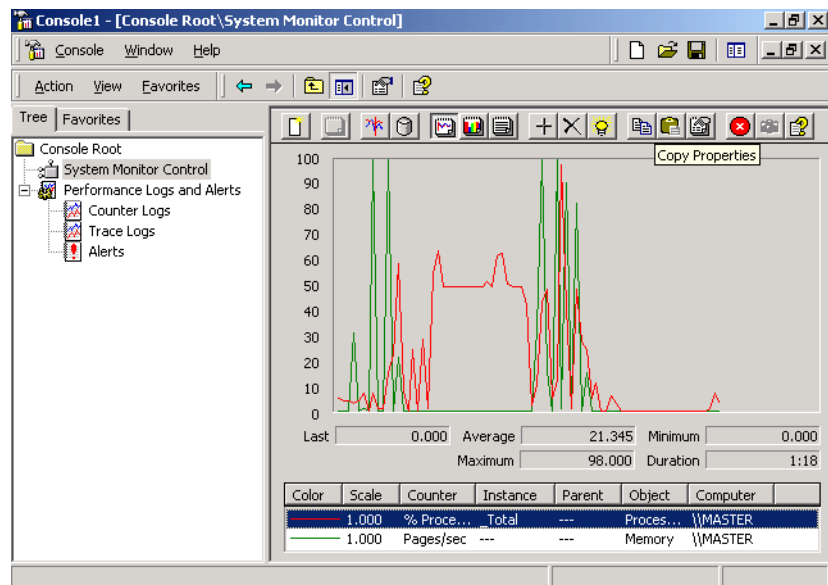 Console1 - [Console Root\System Monitor Control]
Console Window Help
Action View Favorites
Tree Favorites
Console Root
System Monitor Control
Performance Logs and Alerts
Counter Logs
Trace Logs
Alerts
Copy Properties
100
90
80
70
60
50
40
30
20
10
0
Last 0.000 Average 21.345 Minimum 0.000
Maximum 98.000 Duration 1:18
Color Scale Counter Instance Parent Object Computer
1.000 % Proce... _Total --- Proces... \\MASTER
1.000 Pages/sec --- --- Memory \\MASTER